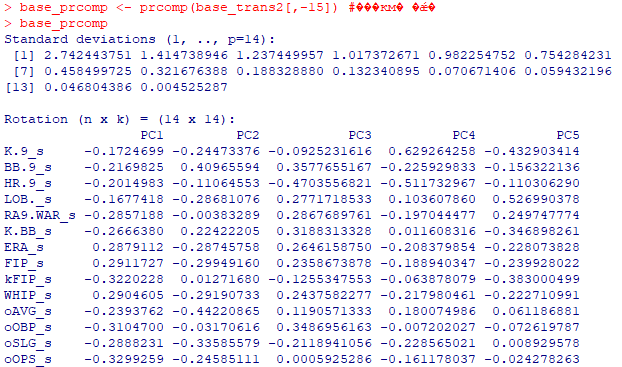 > base_prcomp <- prcomp(base_trans2[,-15])
> base_prcomp
Standard deviations (1, .., p=14):
[1] 2.742443751 1.414738946 1.237449957 1.017372671 0.982254752 0.754284231
[7] 0.458499725 0.321676388 0.188328880 0.132340895 0.070671406 0.059432196
[13] 0.046804386 0.004525287
Rotation (n x k) = (14 x 14):
PC1 PC2 PC3 PC4 PC5
K.9_s -0.1724699 -0.24473376 -0.0925231616 0.629264258 -0.432903414
BB.9_s -0.2169825 0.40965594 0.3577655167 -0.225929833 -0.156322136
HR.9_s -0.2014983 -0.11064553 -0.4703556821 -0.511732967 -0.110306290
LOB._s -0.1677418 -0.28681076 0.2771718533 0.103607860 0.526990378
RA9.WAR_s -0.2857188 -0.00383289 0.2867689761 -0.197044477 0.249747774
K.BB_s -0.2666380 0.22422205 0.3188313328 0.011608316 -0.346898261
ERA_s 0.2879112 -0.28745758 0.2646158750 -0.208379854 -0.228073828
FIP_s 0.2911727 -0.29949160 0.2358673878 -0.188940347 -0.239928022
kFIP_s -0.3220228 0.01271680 -0.1255347553 -0.063878079 -0.383000499
WHIP_s 0.2904605 -0.29190733 0.2437582277 -0.217980461 -0.222710991
oAVG_s -0.2393762 -0.44220865 0.1190571333 0.180074986 0.061186881
oOBP_s -0.3104700 -0.03170616 0.3486956163 -0.007202027 -0.072619787
oSLG_s -0.2888231 -0.33585579 -0.2118941056 -0.228565021 0.008929578
oOPS_s -0.3299259 -0.24585111 0.0005925286 -0.161178037 -0.024278263